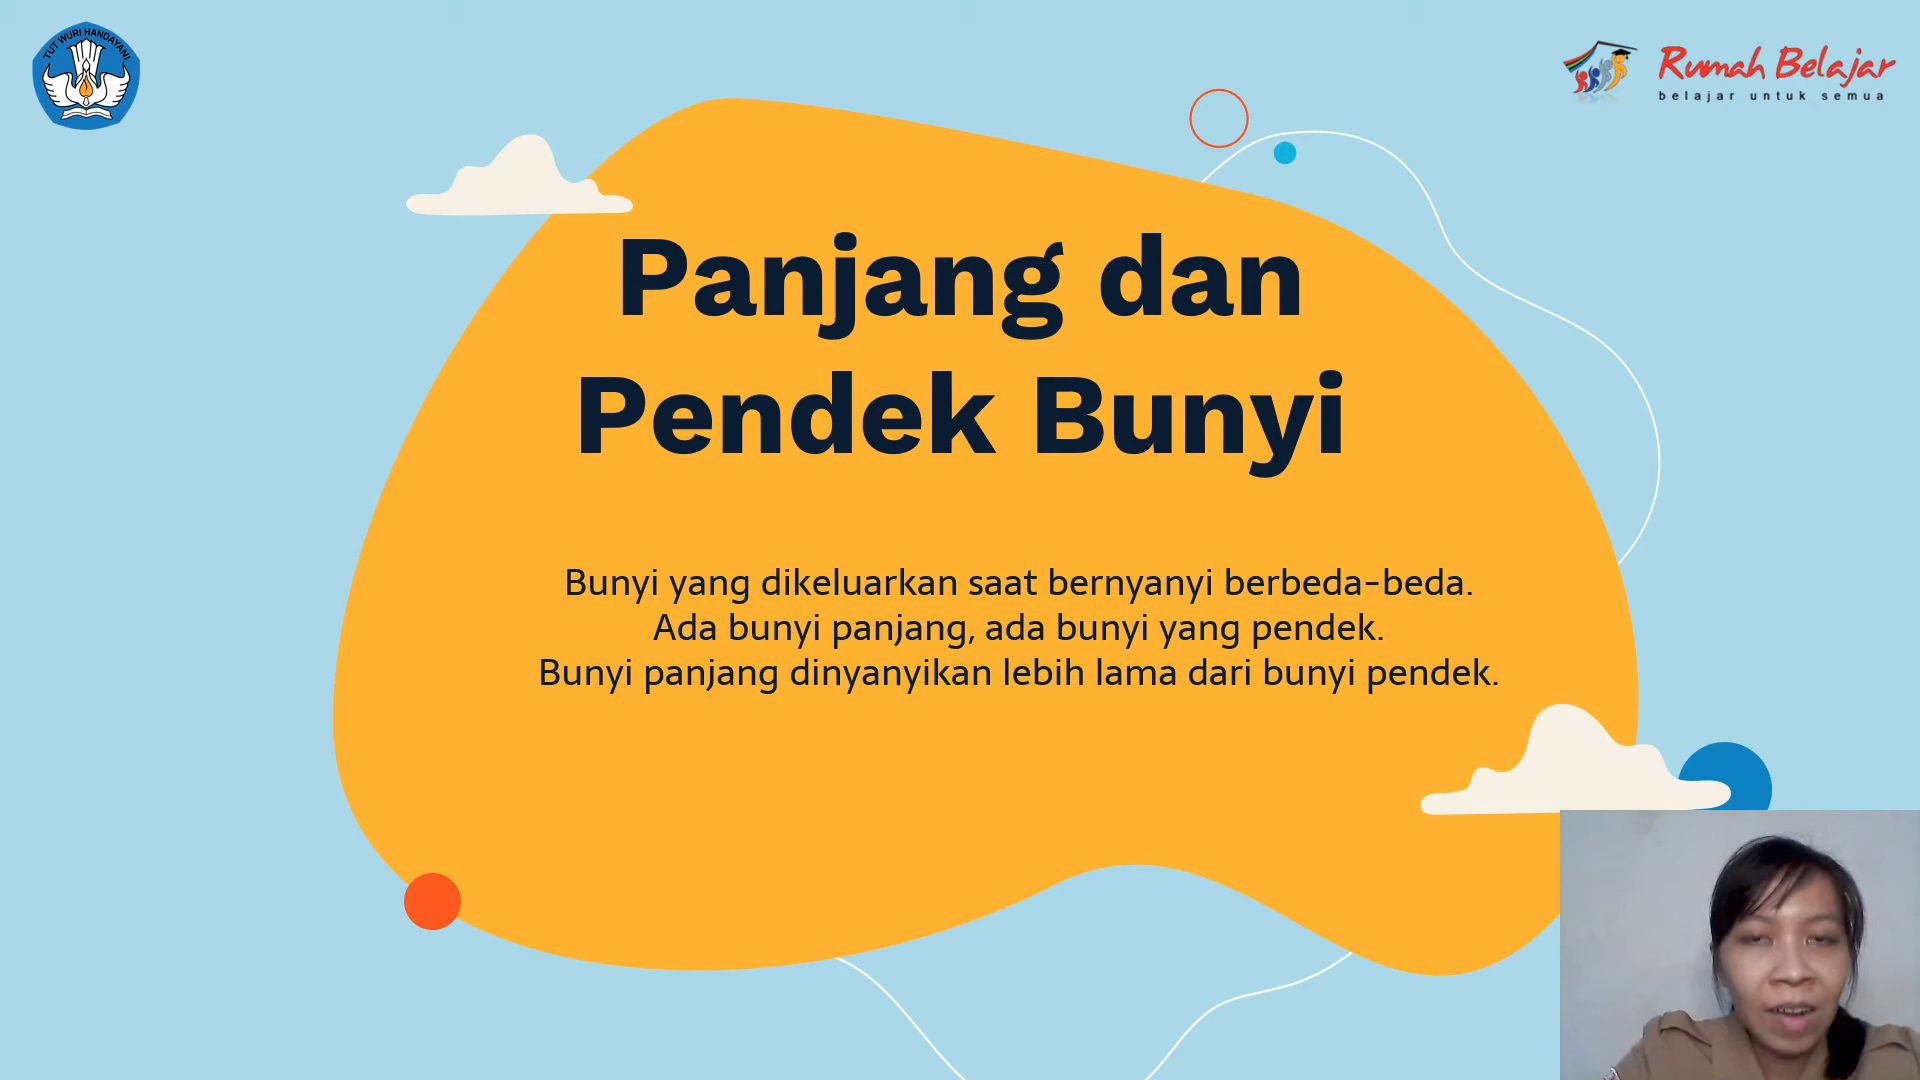 TUT WURI HANDAYANI
Rumah Belajar
belajar untuk semua
Panjang dan
Pendek Bunyi
Bunyi yang dikeluarkan saat bernyanyi berbeda-beda.
Ada bunyi panjang, ada bunyi yang pendek.
Bunyi panjang dinyanyikan lebih lama dari bunyi pendek.